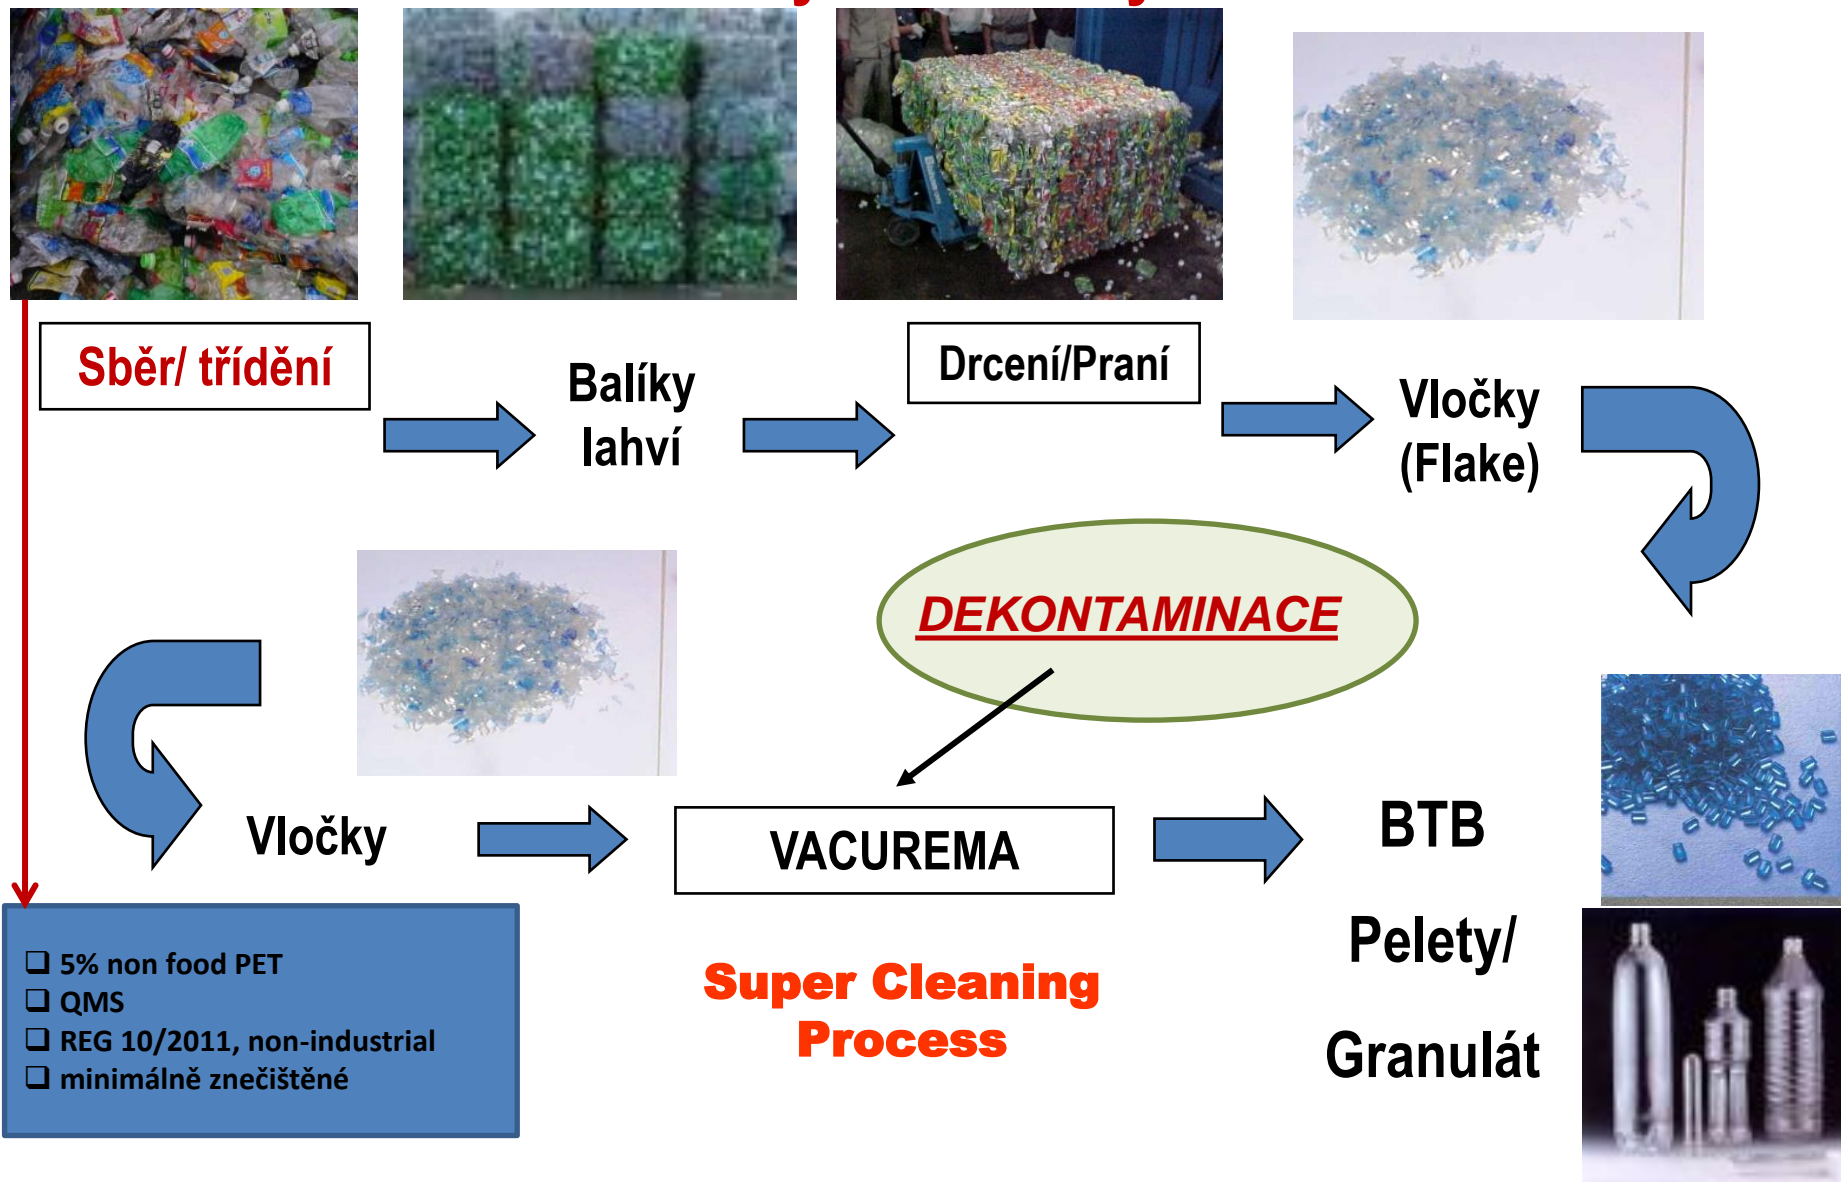 Sběr/ třídění
Balíky
lahví
Drcení/Praní
Vločky
(Flake)
DEKONTAMINACE
Vločky
VACUREMA
BTB
Pelety/
Granulát
Super Cleaning
Process
❑ 5% non food PET
❑ QMS
❑ REG 10/2011, non-industrial
❑ minimálně znečištěné